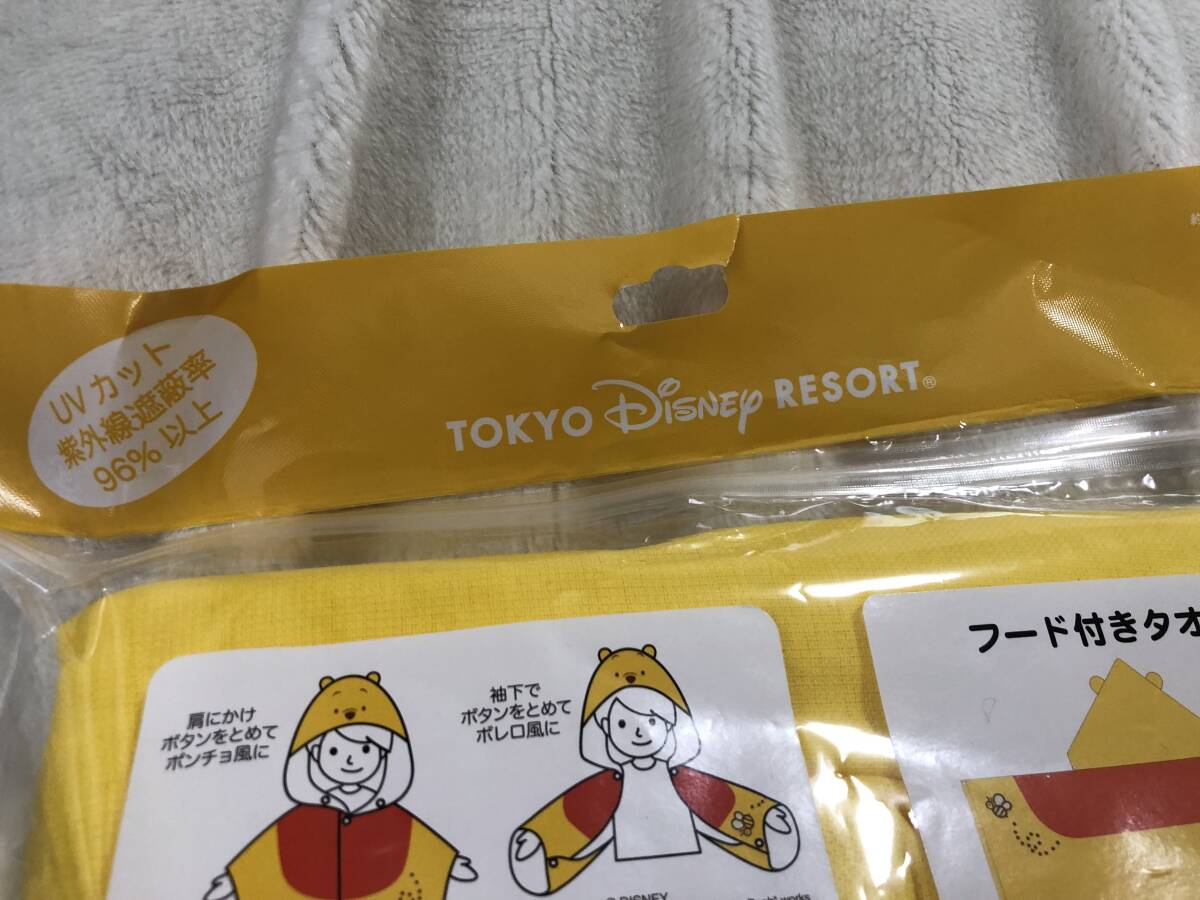 UVカット
紫外線遮蔽率
96%以上
TOKYO Disney RESORT®
肩にかけ
ボタンをとめて
ポンチョ風に
袖下で
ボタンをとめて
ボレロ風に
フード付きタオ
© DISNEY
works